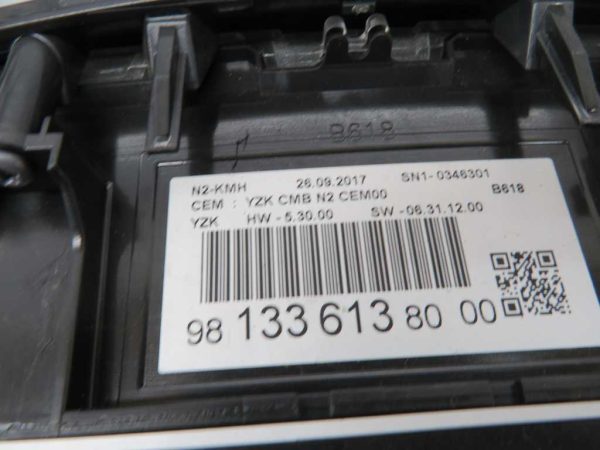 B618
N2-KMH 26.09.2017 SN1- 0346301
CEM : YZK CMB N2 CEM00 B618
YZK HW - 5.30.00 SW - 06.31.12.00
98 133 613 80 00